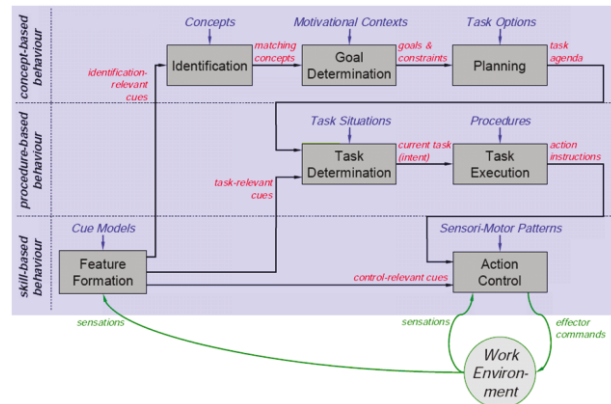 concept-based
behaviour
Concepts
Motivational Contexts
Task Options
identification-
relevant
cues
Identification
matching
concepts
Goal
Determination
goals &
constraints
Planning
task
agenda
procedure-based
behaviour
Task Situations
Procedures
task-relevant
cues
Task
Determination
current task
(intent)
Task
Execution
action
instructions
skill-based
behaviour
Cue Models
Sensori-Motor Patterns
Feature
Formation
control-relevant cues
Action
Control
sensations
sensations
effector
commands
Work
Environ-
ment